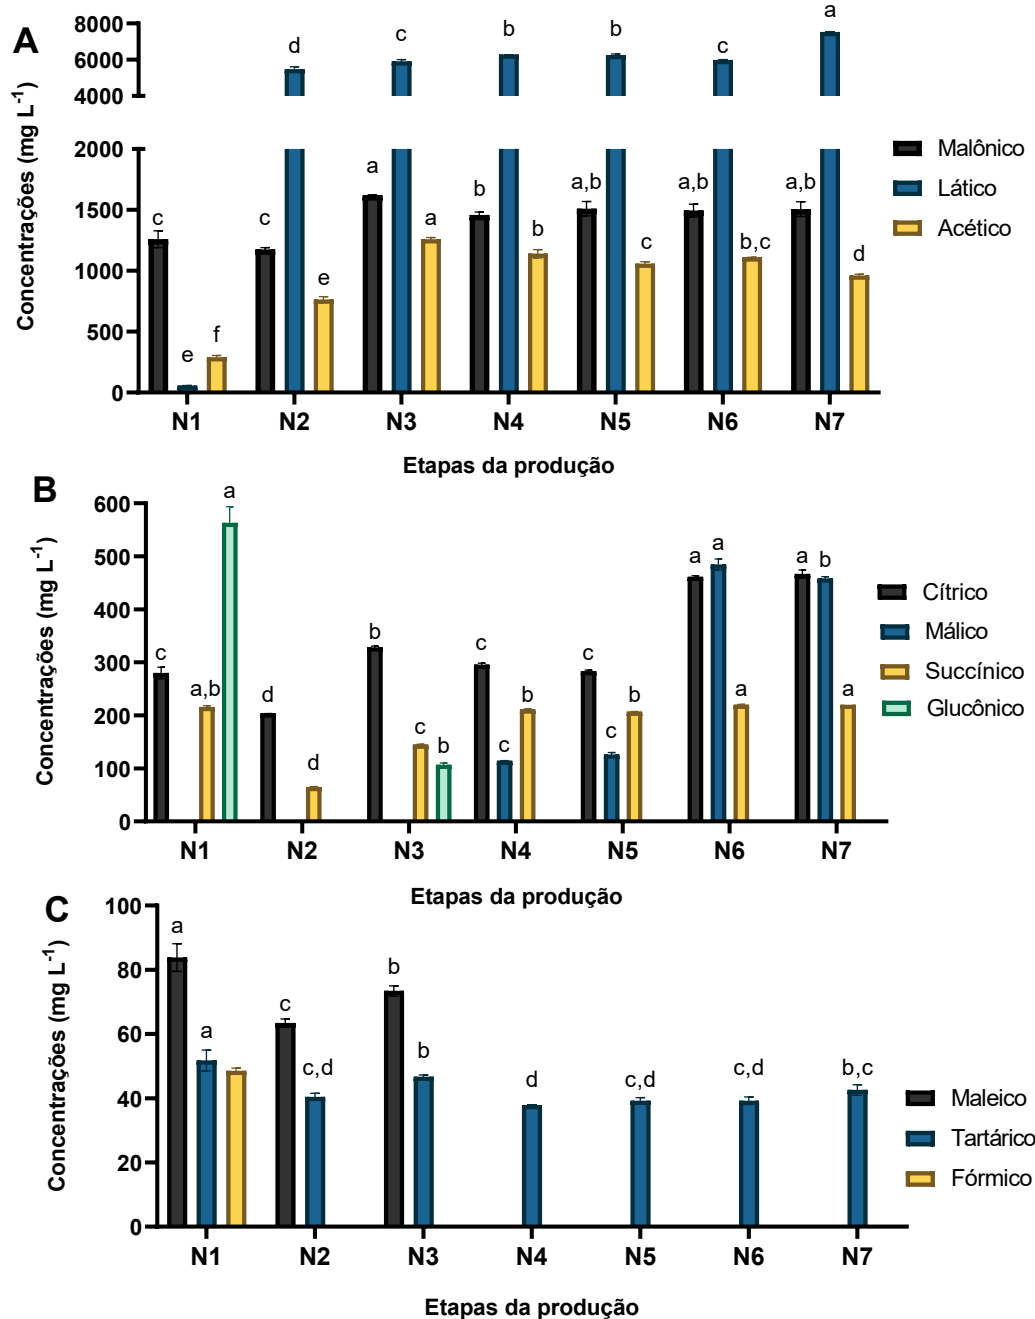 A
Concentrações (mg L⁻¹)
8000
6000
4000
2000
1500
1000
500
0
c
e
f
c
d
e
a
c
a
b
b
b
a,b
b
c
a,b
c
b,c
a,b
a
d
N1 N2 N3 N4 N5 N6 N7
Etapas da produção
Malônico
Lático
Acético
B
Concentrações (mg L⁻¹)
600
500
400
300
200
100
0
c
a,b
a
d
d
b
c
b
c
c
b
c
c
b
a
a
a
a
b
a
N1 N2 N3 N4 N5 N6 N7
Etapas da produção
Cítrico
Málico
Succínico
Glucônico
C
Concentrações (mg L⁻¹)
100
80
60
40
20
0
a
a
c
c,d
b
b
d
c,d
c,d
b,c
N1 N2 N3 N4 N5 N6 N7
Etapas da produção
Maleico
Tartárico
Fórmico